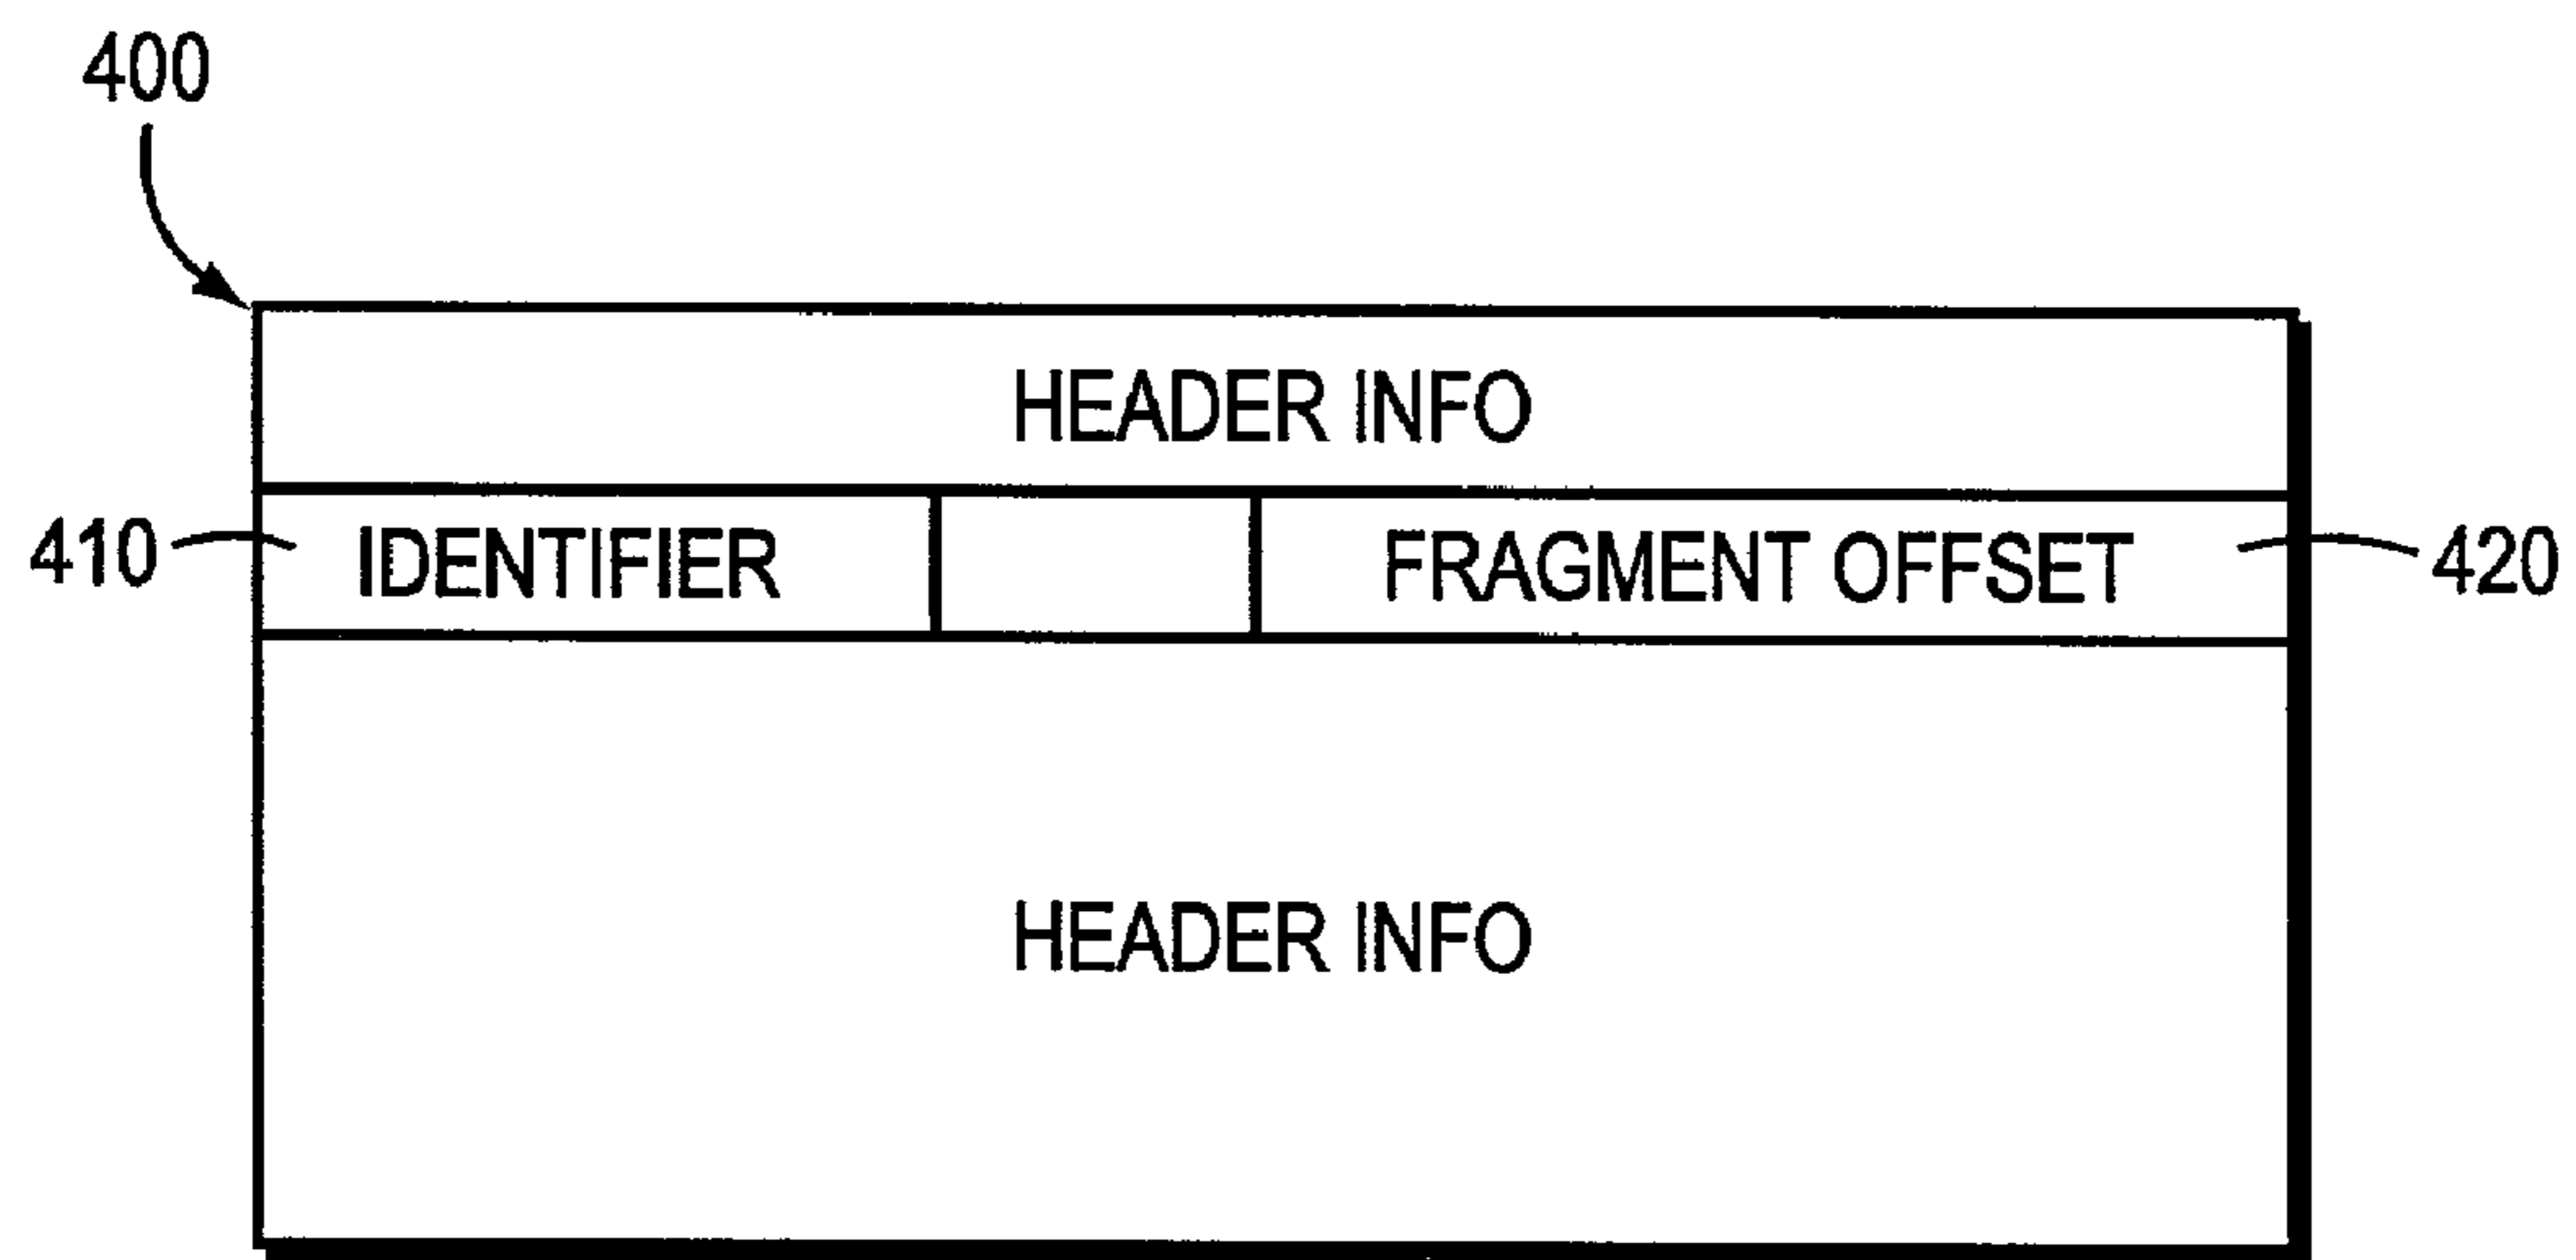 400
HEADER INFO
410 IDENTIFIER FRAGMENT OFFSET 420
HEADER INFO